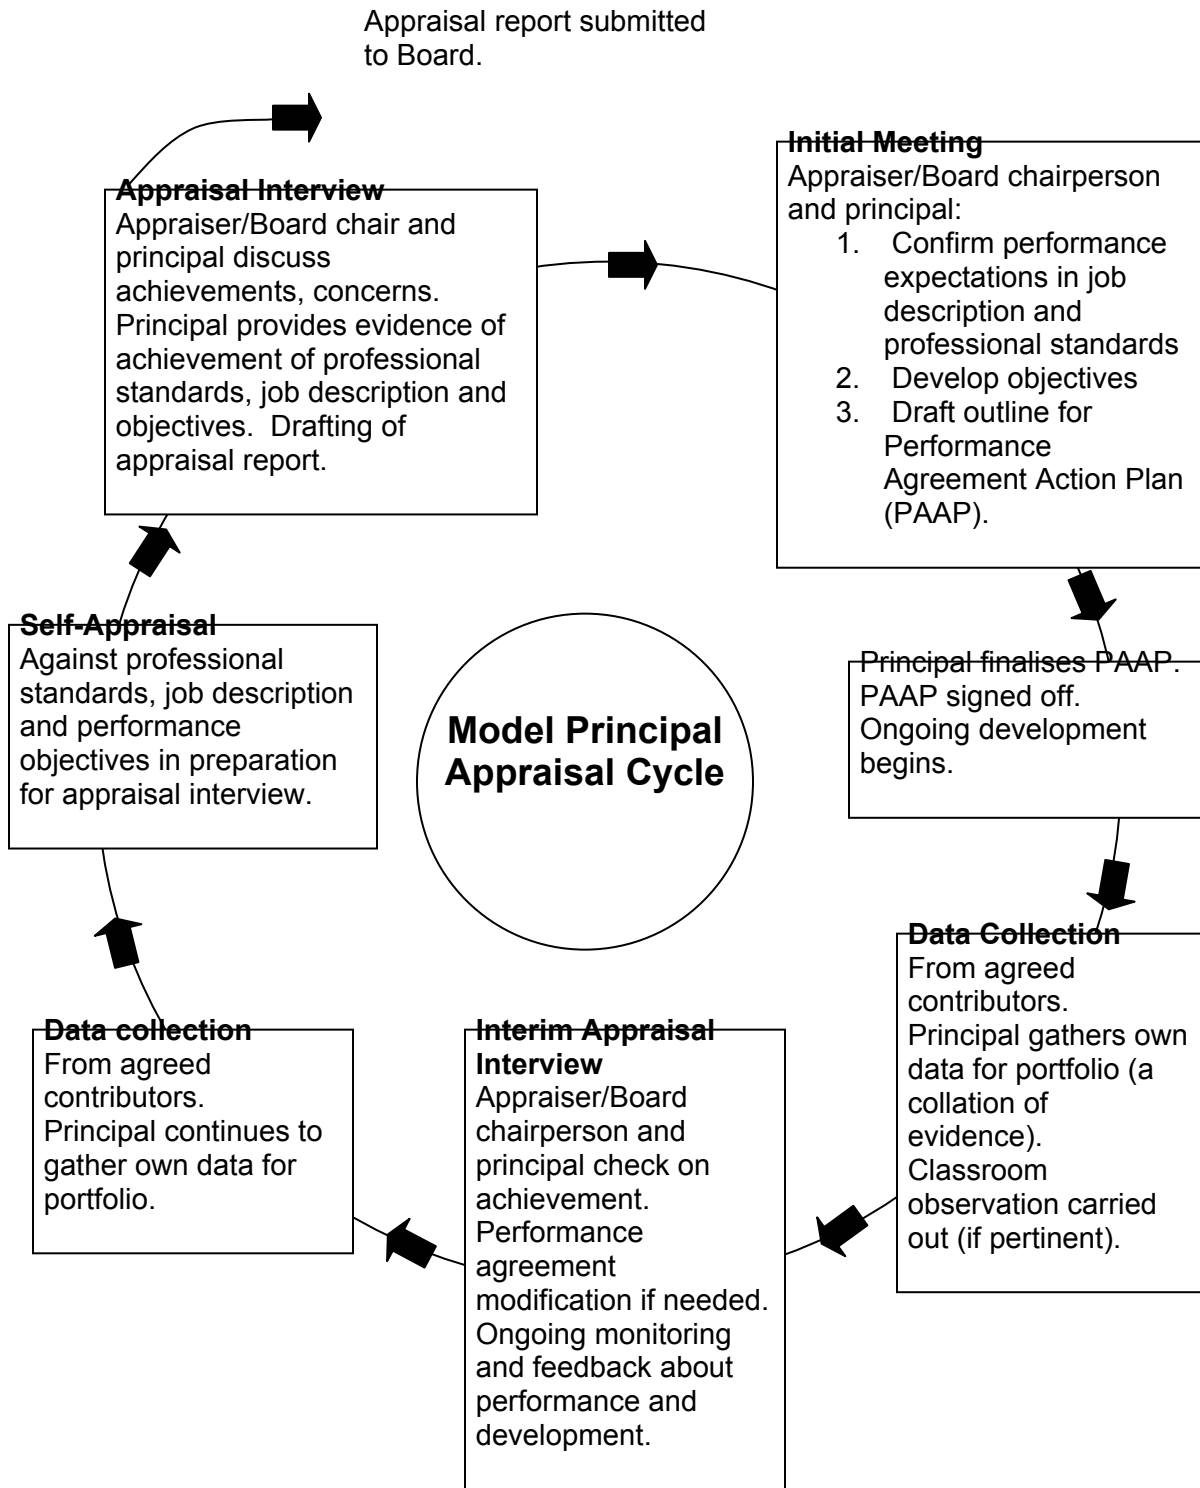 Appraisal report submitted
to Board.
Initial Meeting
Appraiser/Board chairperson
and principal:
1. Confirm performance
expectations in job
description and
professional standards
2. Develop objectives
3. Draft outline for
Performance
Agreement Action Plan
(PAAP).
Principal finalises PAAP.
PAAP signed off.
Ongoing development
begins.
Data Collection
From agreed
contributors.
Principal gathers own
data for portfolio (a
collation of
evidence).
Classroom
observation carried
out (if pertinent).
Interim Appraisal
Interview
Appraiser/Board
chairperson and
principal check on
achievement.
Performance
agreement
modification if needed.
Ongoing monitoring
and feedback about
performance and
development.
Data collection
From agreed
contributors.
Principal continues to
gather own data for
portfolio.
Self-Appraisal
Against professional
standards, job description
and performance
objectives in preparation
for appraisal interview.
Appraisal Interview
Appraiser/Board chair and
principal discuss
achievements, concerns.
Principal provides evidence of
achievement of professional
standards, job description and
objectives.  Drafting of
appraisal report.
Model Principal
Appraisal Cycle